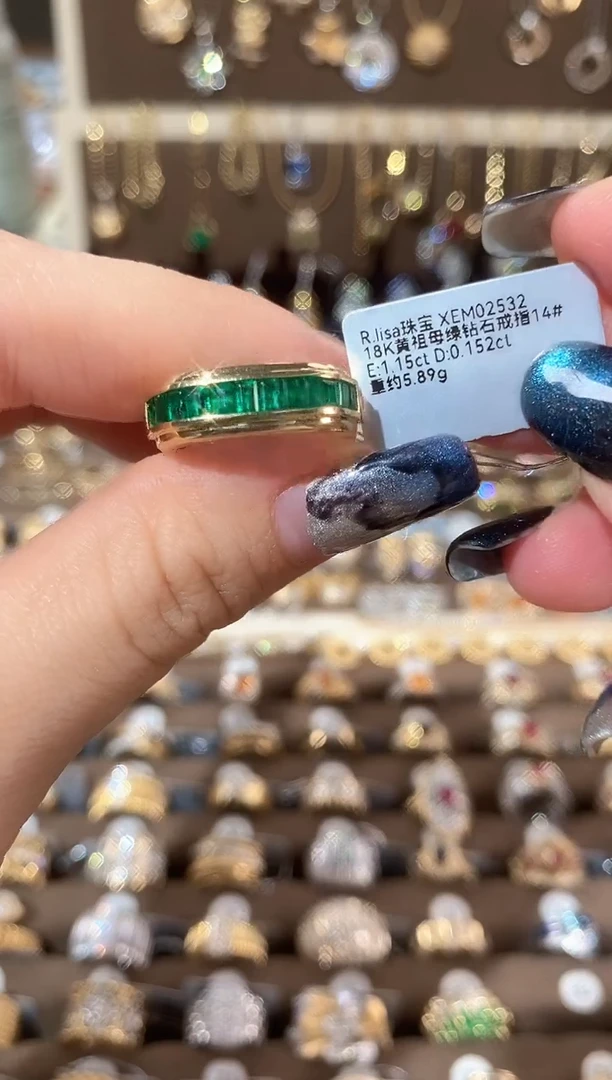 R.lisa珠宝 XEM02532
18K黄祖母绿钻石戒指14#
E:1.15ct D:0.152ct
重约5.89g